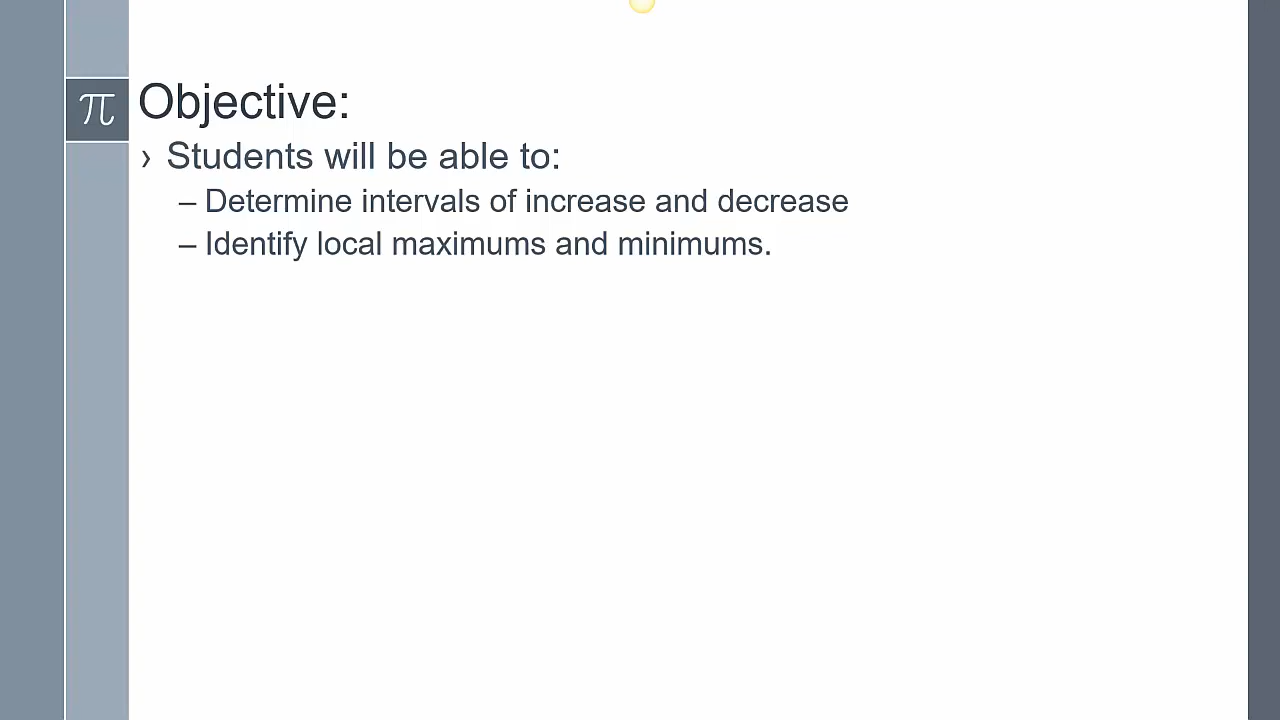 π
Objective:
› Students will be able to:
– Determine intervals of increase and decrease
– Identify local maximums and minimums.